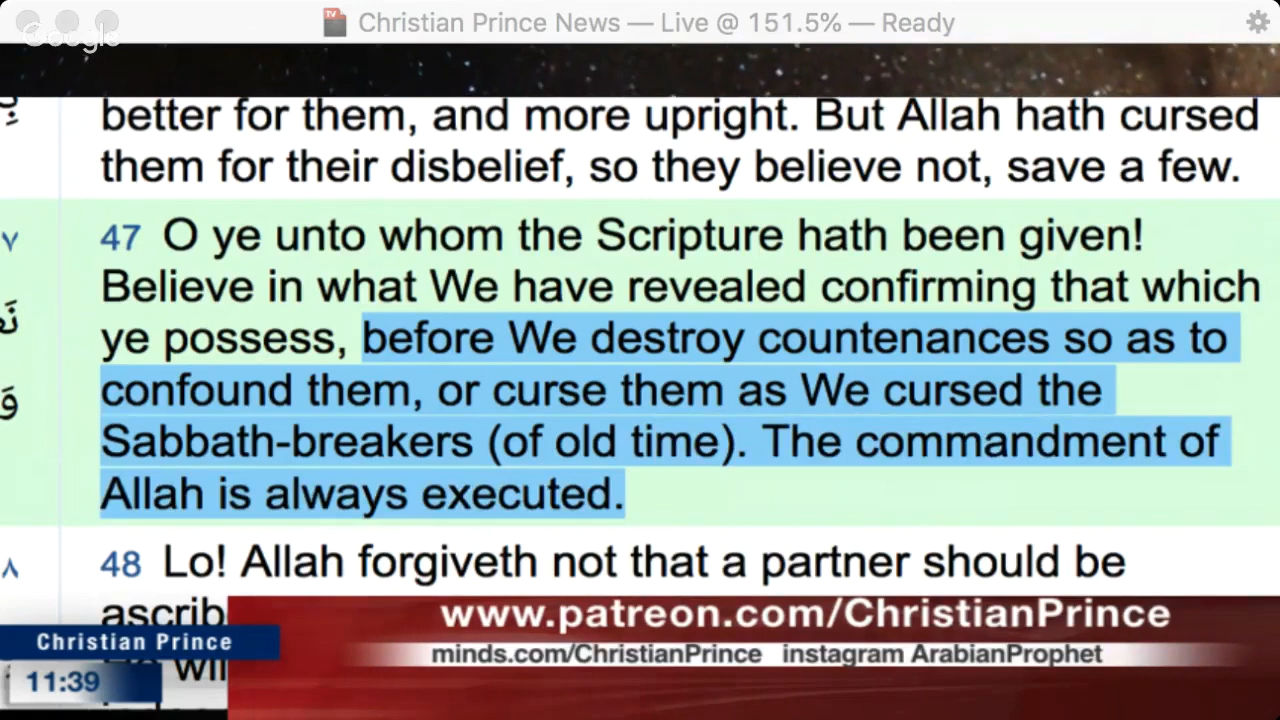 Christian Prince News — Live @ 151.5% — Ready
Google
better for them, and more upright. But Allah hath cursed
them for their disbelief, so they believe not, save a few.
٧
47 O ye unto whom the Scripture hath been given!
Believe in what We have revealed confirming that which
ye possess, before We destroy countenances so as to
confound them, or curse them as We cursed the
Sabbath-breakers (of old time). The commandment of
Allah is always executed.
٨
48 Lo! Allah forgiveth not that a partner should be
ascrib
www.patreon.com/ChristianPrince
Christian Prince
minds.com/ChristianPrince instagram ArabianProphet
11:39